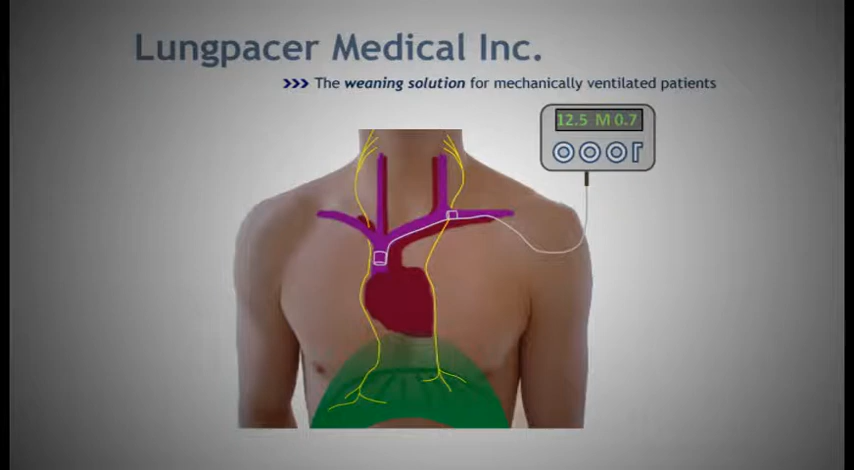 Lungpacer Medical Inc.
>>> The weaning solution for mechanically ventilated patients
12.5 M 0.7